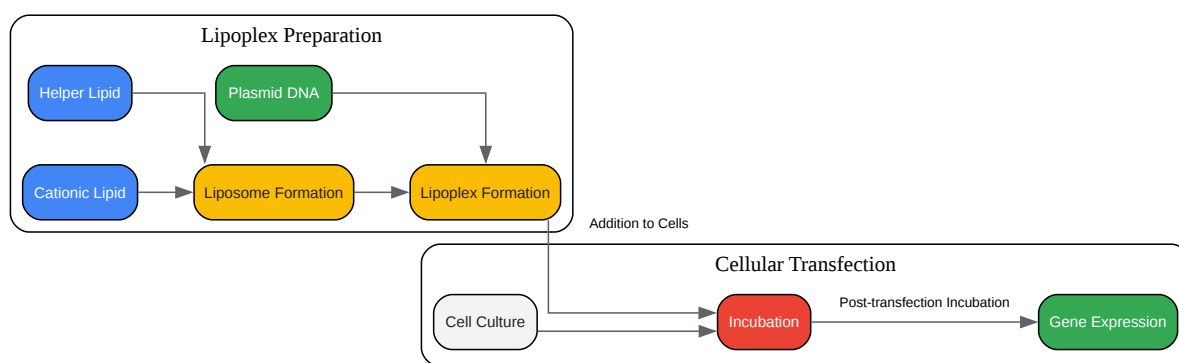 Lipoplex Preparation
Helper Lipid
Plasmid DNA
Cationic Lipid
Liposome Formation
Lipoplex Formation
Addition to Cells
Cellular Transfection
Cell Culture
Incubation
Post-transfection Incubation
Gene Expression